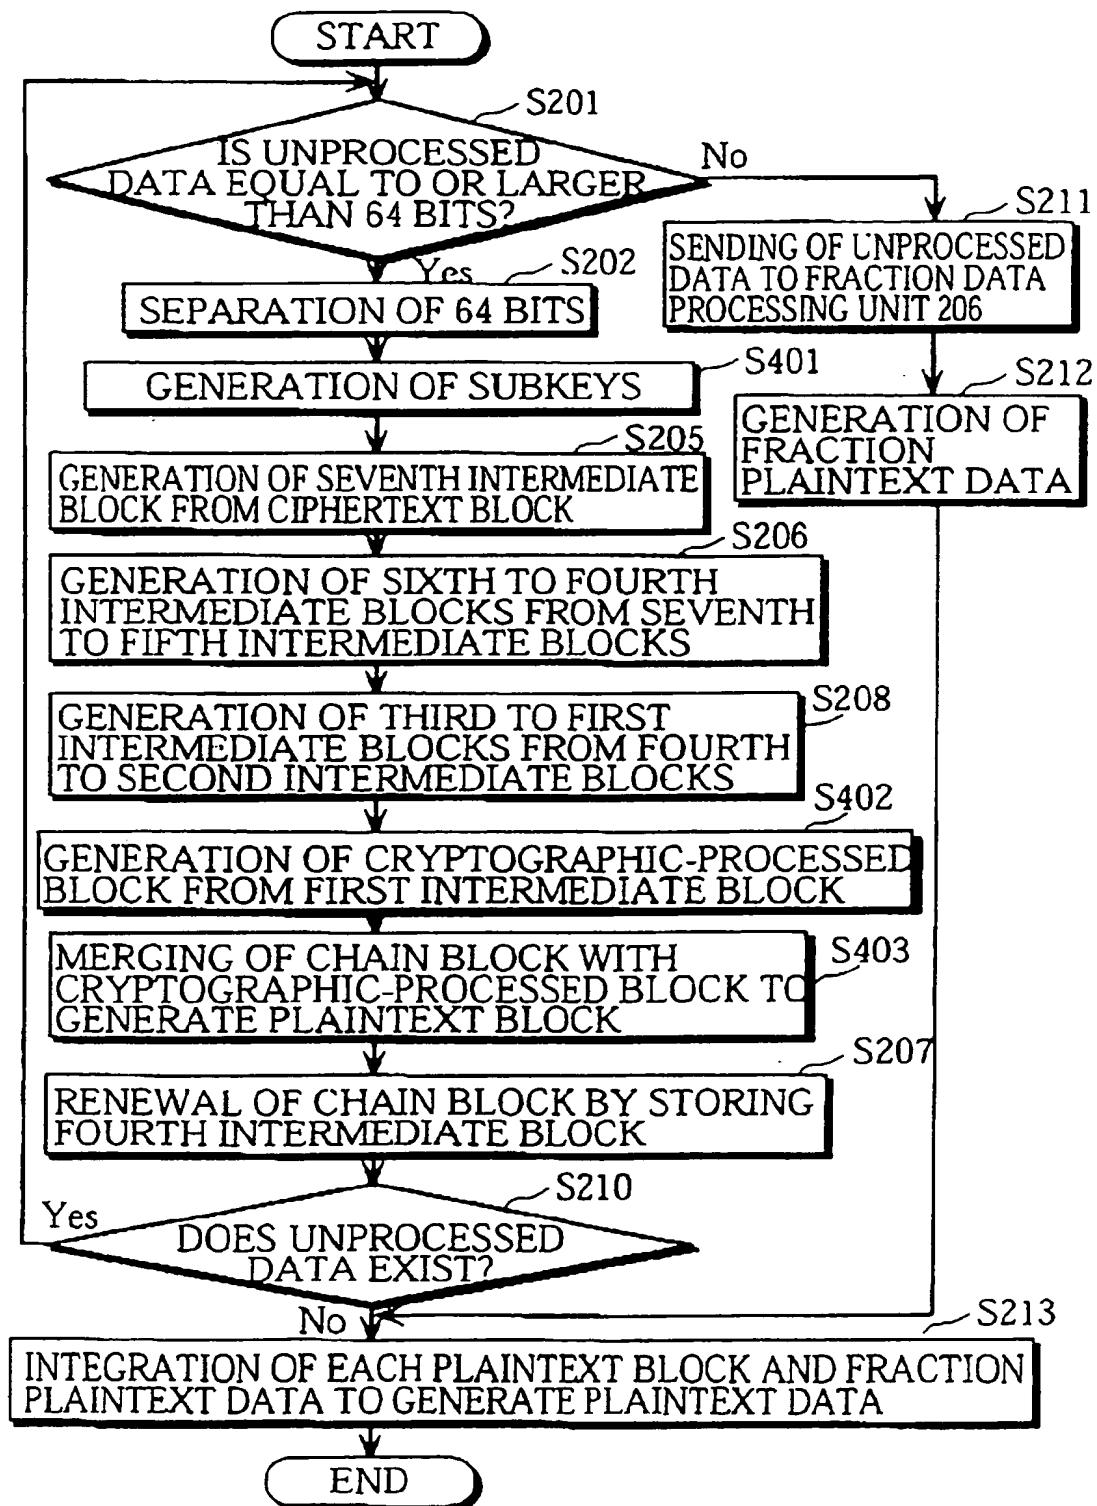 START
S201
IS UNPROCESSED
DATA EQUAL TO OR LARGER
THAN 64 BITS?
No
Yes
S202
SEPARATION OF 64 BITS
S401
GENERATION OF SUBKEYS
S205
GENERATION OF SEVENTH INTERMEDIATE
BLOCK FROM CIPHERTEXT BLOCK
S206
GENERATION OF SIXTH TO FOURTH
INTERMEDIATE BLOCKS FROM SEVENTH
TO FIFTH INTERMEDIATE BLOCKS
S208
GENERATION OF THIRD TO FIRST
INTERMEDIATE BLOCKS FROM FOURTH
TO SECOND INTERMEDIATE BLOCKS
S402
GENERATION OF CRYPTOGRAPHIC-PROCESSED
BLOCK FROM FIRST INTERMEDIATE BLOCK
S403
MERGING OF CHAIN BLOCK WITH
CRYPTOGRAPHIC-PROCESSED BLOCK TO
GENERATE PLAINTEXT BLOCK
S207
RENEWAL OF CHAIN BLOCK BY STORING
FOURTH INTERMEDIATE BLOCK
S210
Yes
DOES UNPROCESSED
DATA EXIST?
No
S211
SENDING OF UNPROCESSED
DATA TO FRACTION DATA
PROCESSING UNIT 206
S212
GENERATION OF
FRACTION
PLAINTEXT DATA
S213
INTEGRATION OF EACH PLAINTEXT BLOCK AND FRACTION
PLAINTEXT DATA TO GENERATE PLAINTEXT DATA
END